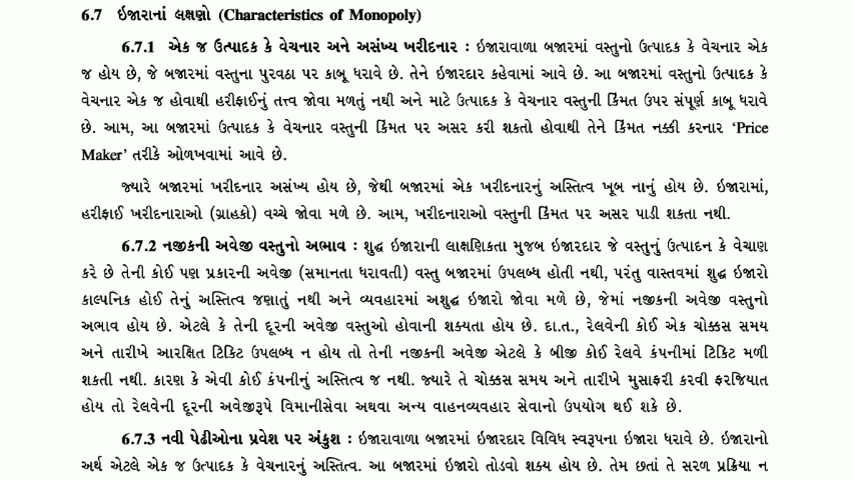 6.7 ઇજારાનાં લક્ષણો (Characteristics of Monopoly)
6.7.1 એક જ ઉત્પાદક કે વેચનાર અને અસંખ્ય ખરીદનાર : ઇજારાવાળા બજારમાં વસ્તુનો ઉત્પાદક કે વેચનાર એક
જ હોય છે, જે બજારમાં વસ્તુના પુરવઠા પર કાબૂ ધરાવે છે. તેને ઇજારદાર કહેવામાં આવે છે. આ બજારમાં વસ્તુનો ઉત્પાદક કે
વેચનાર એક જ હોવાથી હરીફાઈનું તત્ત્વ જોવા મળતું નથી અને માટે ઉત્પાદક કે વેચનાર વસ્તુની કિંમત ઉપર સંપૂર્ણ કાબૂ ધરાવે
છે. આમ, આ બજારમાં ઉત્પાદક કે વેચનાર વસ્તુની કિંમત પર અસર કરી શકતો હોવાથી તેને કિંમત નક્કી કરનાર ‘Price
Maker’ તરીકે ઓળખવામાં આવે છે.
જ્યારે બજારમાં ખરીદનાર અસંખ્ય હોય છે, જેથી બજારમાં એક ખરીદનારનું અસ્તિત્વ ખૂબ નાનું હોય છે. ઇજારામાં,
હરીફાઈ ખરીદનારાઓ (ગ્રાહકો) વચ્ચે જોવા મળે છે. આમ, ખરીદનારાઓ વસ્તુની કિંમત પર અસર પાડી શકતા નથી.
6.7.2 નજીકની અવેજી વસ્તુનો અભાવ : શુદ્ધ ઇજારાની લાક્ષણિકતા મુજબ ઇજારદાર જે વસ્તુનું ઉત્પાદન કે વેચાણ
કરે છે તેની કોઈ પણ પ્રકારની અવેજી (સમાનતા ધરાવતી) વસ્તુ બજારમાં ઉપલબ્ધ હોતી નથી, પરંતુ વાસ્તવમાં શુદ્ધ ઇજારો
કાલ્પનિક હોઈ તેનું અસ્તિત્વ જણાતું નથી અને વ્યવહારમાં અશુદ્ધ ઇજારો જોવા મળે છે, જેમાં નજીકની અવેજી વસ્તુનો
અભાવ હોય છે. એટલે કે તેની દૂરની અવેજી વસ્તુઓ હોવાની શક્યતા હોય છે. દા.ત., રેલવેની કોઈ એક ચોક્કસ સમય
અને તારીખે આરક્ષિત ટિકિટ ઉપલબ્ધ ન હોય તો તેની નજીકની અવેજી એટલે કે બીજી કોઈ રેલવે કંપનીમાં ટિકિટ મળી
શકતી નથી. કારણ કે એવી કોઈ કંપનીનું અસ્તિત્વ જ નથી. જ્યારે તે ચોક્કસ સમય અને તારીખે મુસાફરી કરવી ફરજિયાત
હોય તો રેલવેની દૂરની અવેજીરૂપે વિમાનીસેવા અથવા અન્ય વાહનવ્યવહાર સેવાનો ઉપયોગ થઈ શકે છે.
6.7.3 નવી પેઢીઓના પ્રવેશ પર અંકુશ : ઇજારાવાળા બજારમાં ઇજારદાર વિવિધ સ્વરૂપના ઇજારા ધરાવે છે. ઇજારાનો
અર્થ એટલે એક જ ઉત્પાદક કે વેચનારનું અસ્તિત્વ. આ બજારમાં ઇજારો તોડવો શક્ય હોય છે. તેમ છતાં તે સરળ પ્રક્રિયા ન